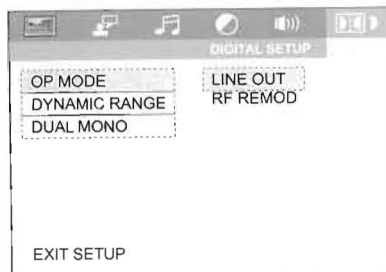 DIGITAL SETUP
OP MODE
LINE OUT
DYNAMIC RANGE
RF REMOD
DUAL MONO
EXIT SETUP